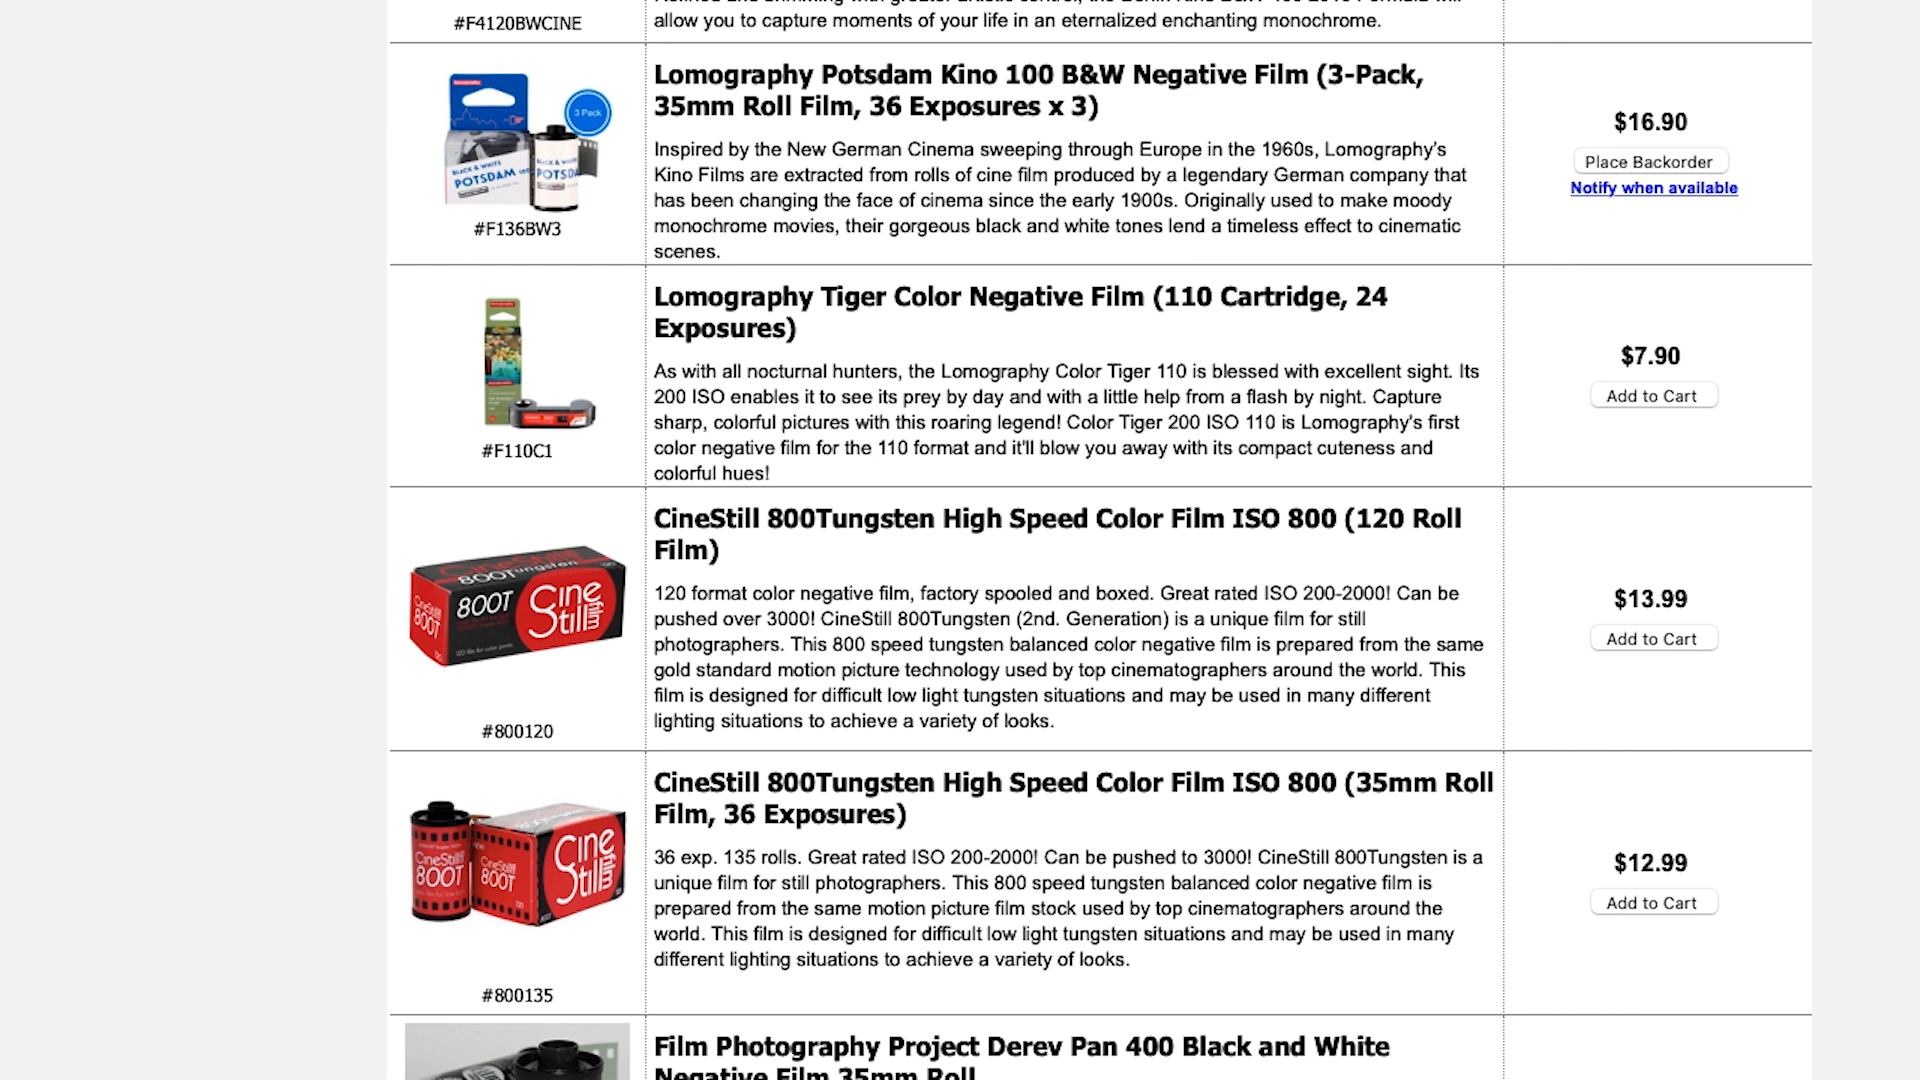 #F4120BWCINE
allow you to capture moments of your life in an eternalized enchanting monochrome.
3 Pack
BLACK & WHITE
POTSDAM 100
#F136BW3
Lomography Potsdam Kino 100 B&W Negative Film (3-Pack,
35mm Roll Film, 36 Exposures x 3)
Inspired by the New German Cinema sweeping through Europe in the 1960s, Lomography's
Kino Films are extracted from rolls of cine film produced by a legendary German company that
has been changing the face of cinema since the early 1900s. Originally used to make moody
monochrome movies, their gorgeous black and white tones lend a timeless effect to cinematic
scenes.
$16.90
Place Backorder
Notify when available
#F110C1
Lomography Tiger Color Negative Film (110 Cartridge, 24
Exposures)
As with all nocturnal hunters, the Lomography Color Tiger 110 is blessed with excellent sight. Its
200 ISO enables it to see its prey by day and with a little help from a flash by night. Capture
sharp, colorful pictures with this roaring legend! Color Tiger 200 ISO 110 is Lomography's first
color negative film for the 110 format and it'll blow you away with its compact cuteness and
colorful hues!
$7.90
Add to Cart
CineStill
800Tungsten
CineStill
800T
800T
Cine
Still
film
#800120
CineStill 800Tungsten High Speed Color Film ISO 800 (120 Roll
Film)
120 format color negative film, factory spooled and boxed. Great rated ISO 200-2000! Can be
pushed over 3000! CineStill 800Tungsten (2nd. Generation) is a unique film for still
photographers. This 800 speed tungsten balanced color negative film is prepared from the same
gold standard motion picture technology used by top cinematographers around the world. This
film is designed for difficult low light tungsten situations and may be used in many different
lighting situations to achieve a variety of looks.
$13.99
Add to Cart
CineStill
800T
CineStill
800T
Cine
Still
film
#800135
CineStill 800Tungsten High Speed Color Film ISO 800 (35mm Roll
Film, 36 Exposures)
36 exp. 135 rolls. Great rated ISO 200-2000! Can be pushed to 3000! CineStill 800Tungsten is a
unique film for still photographers. This 800 speed tungsten balanced color negative film is
prepared from the same motion picture film stock used by top cinematographers around the
world. This film is designed for difficult low light tungsten situations and may be used in many
different lighting situations to achieve a variety of looks.
$12.99
Add to Cart
Film Photography Project Derev Pan 400 Black and White
Negative Film 35mm Roll